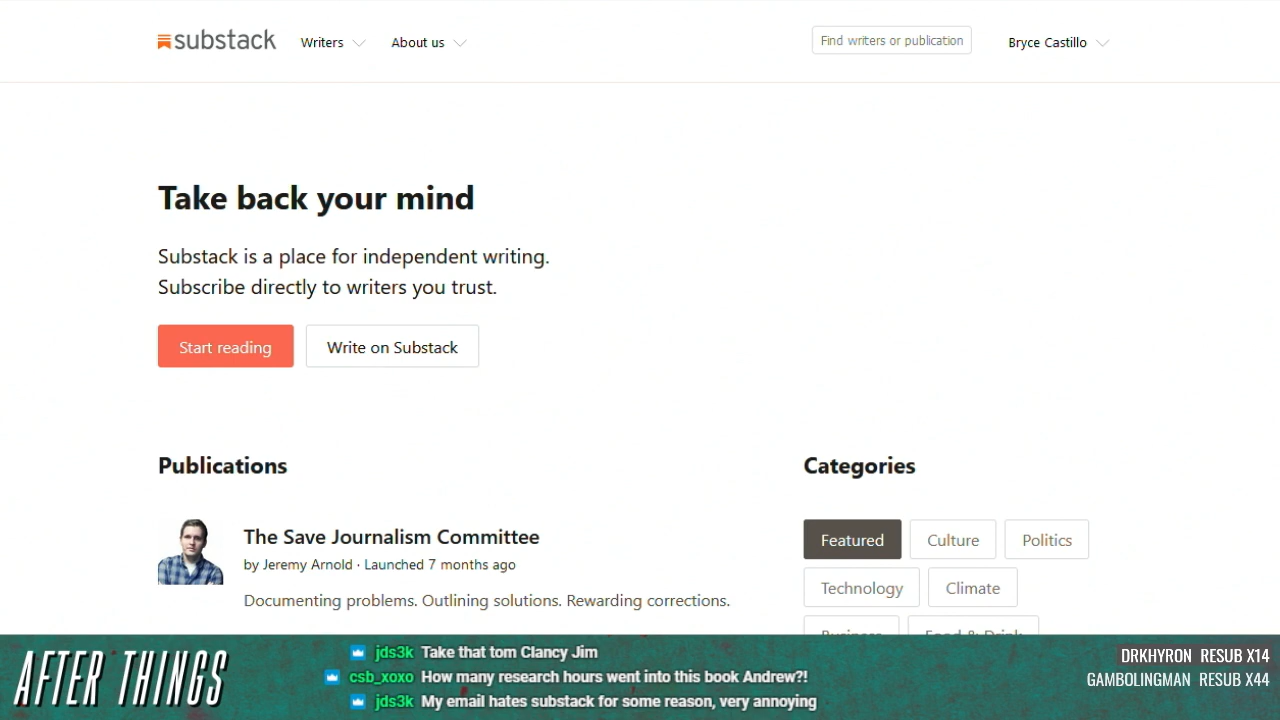 substack Writers About us Find writers or publication Bryce Castillo
Take back your mind
Substack is a place for independent writing.
Subscribe directly to writers you trust.
Start reading Write on Substack
Publications
The Save Journalism Committee
by Jeremy Arnold · Launched 7 months ago
Documenting problems. Outlining solutions. Rewarding corrections.
Categories
Featured Culture Politics
Technology Climate
Business Food & Drink
AFTER THINGS
jds3k Take that tom Clancy Jim
csb_xoxo How many research hours went into this book Andrew?!
jds3k My email hates substack for some reason, very annoying
DRKHYRON RESUB X14
GAMBOLINGMAN RESUB X44